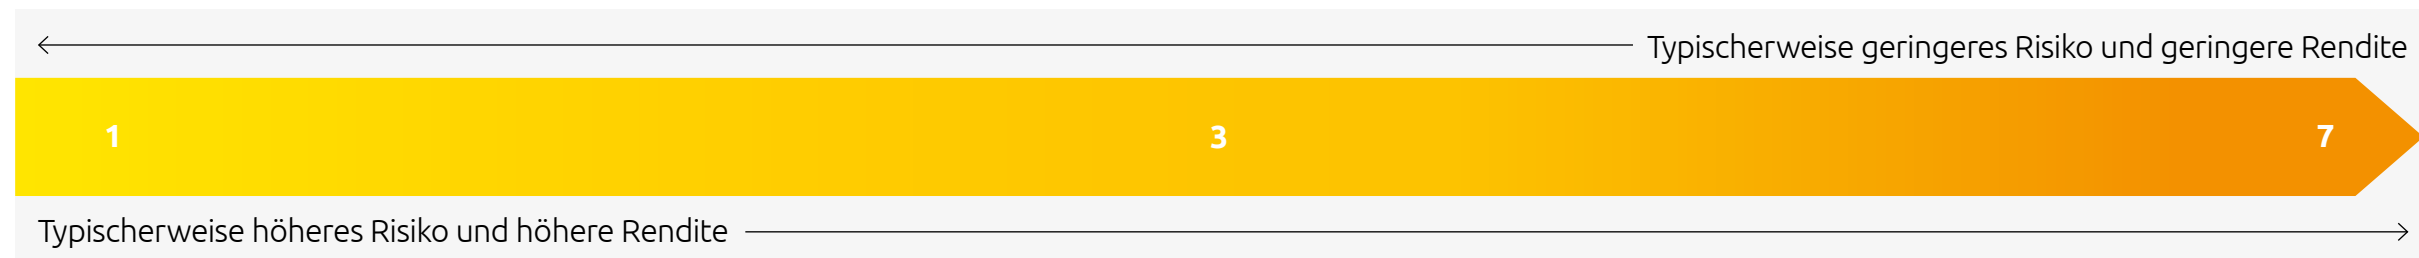 Typischerweise geringeres Risiko und geringere Rendite
1 3 7
Typischerweise höheres Risiko und höhere Rendite